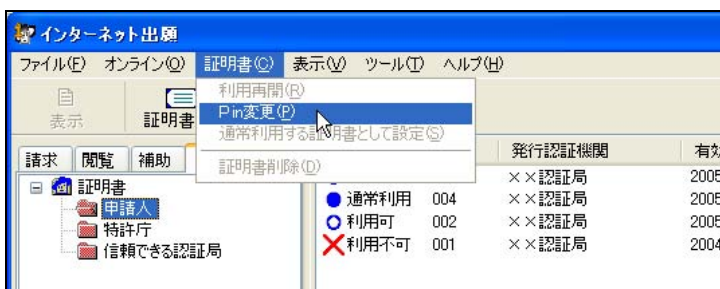 インターネット出願
ファイル(F) オンライン(O) 証明書(C) 表示(V) ツール(T) ヘルプ(H)
利用再開(R)
Pin変更(P)
通常利用する証明書として設定(S)
証明書削除(D)
表示 証明書
請求 閲覧 補助 発行認証機関
証明書
申請人
特許庁
信頼できる認証局
××認証局 2005
通常利用 004 ××認証局 2005
利用可 002 ××認証局 2005
利用不可 001 ××認証局 2004